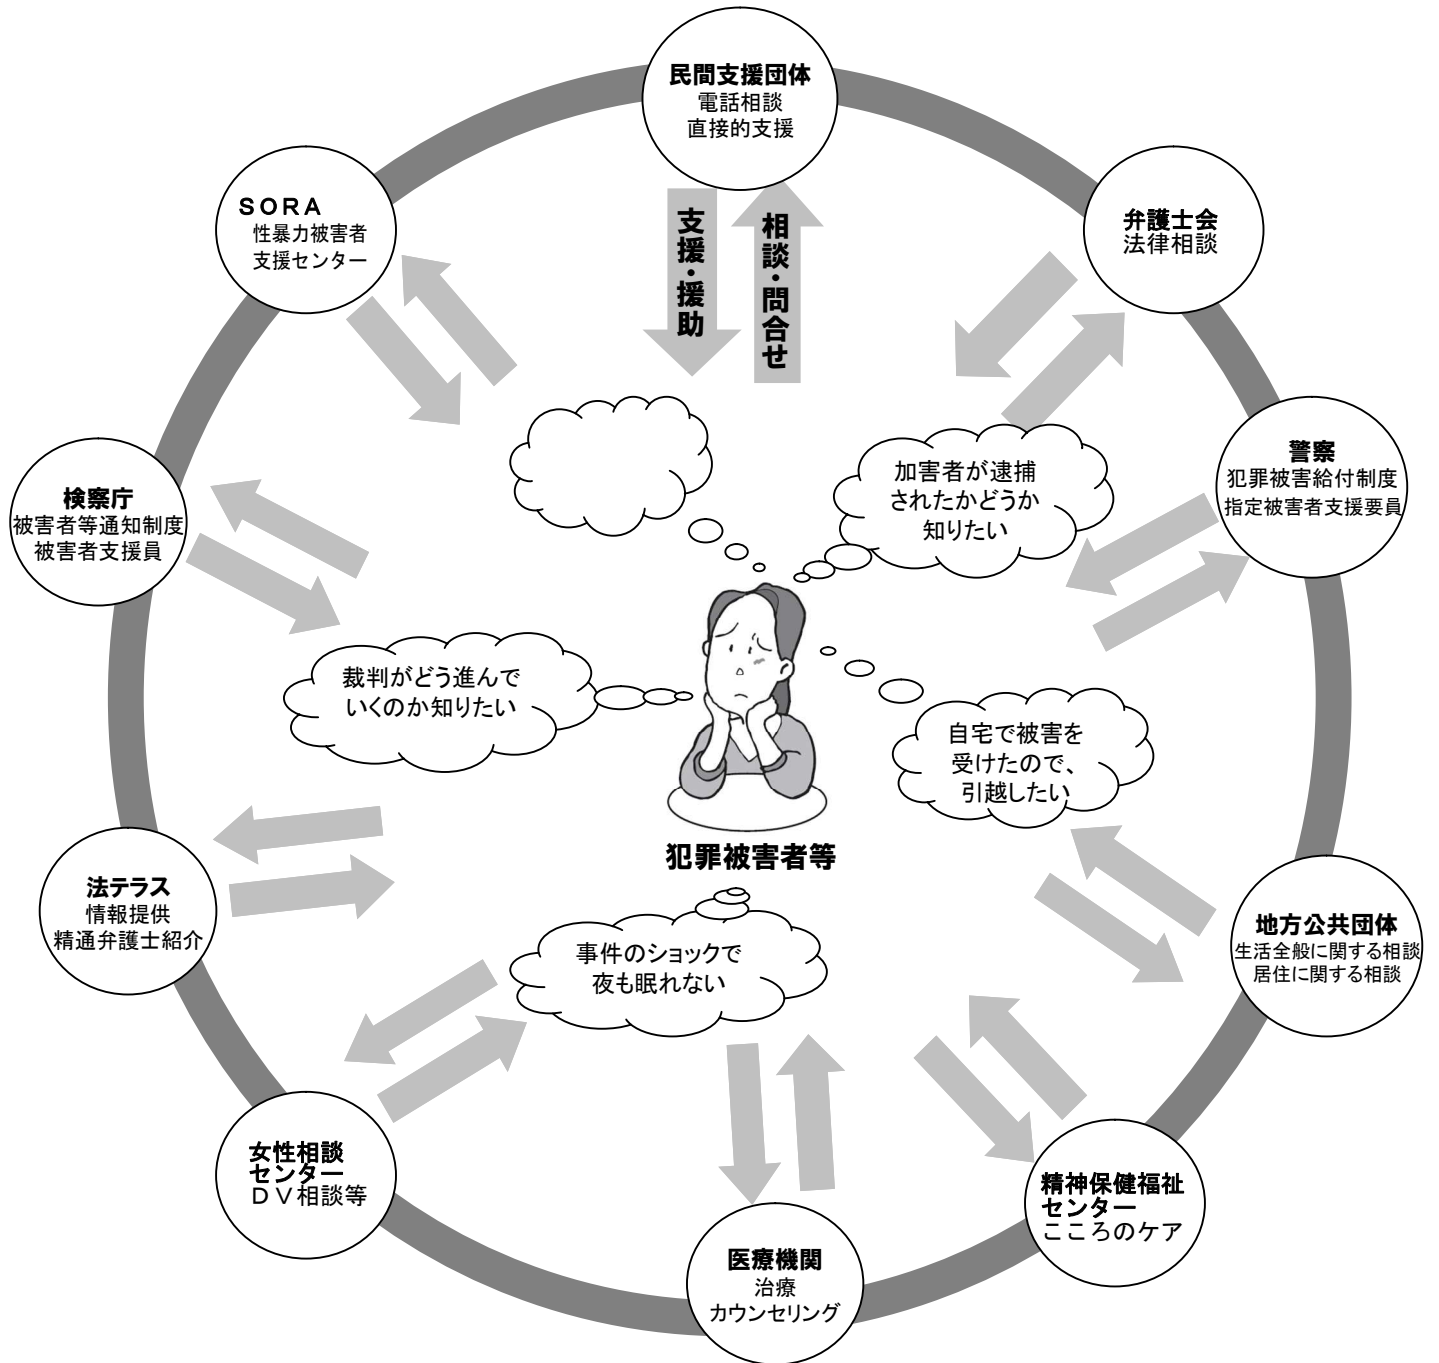 民間支援団体
電話相談
直接的支援
SORA
性暴力被害者
支援センター
弁護士会
法律相談
支援・援助
相談・問合せ
検察庁
被害者等通知制度
被害者支援員
加害者が逮捕
されたかどうか
知りたい
警察
犯罪被害給付制度
指定被害者支援要員
裁判がどう進んで
いくのか知りたい
自宅で被害を
受けたので、
引越したい
犯罪被害者等
法テラス
情報提供
精通弁護士紹介
事件のショックで
夜も眠れない
地方公共団体
生活全般に関する相談
居住に関する相談
女性相談
センター
DV相談等
医療機関
治療
カウンセリング
精神保健福祉
センター
こころのケア